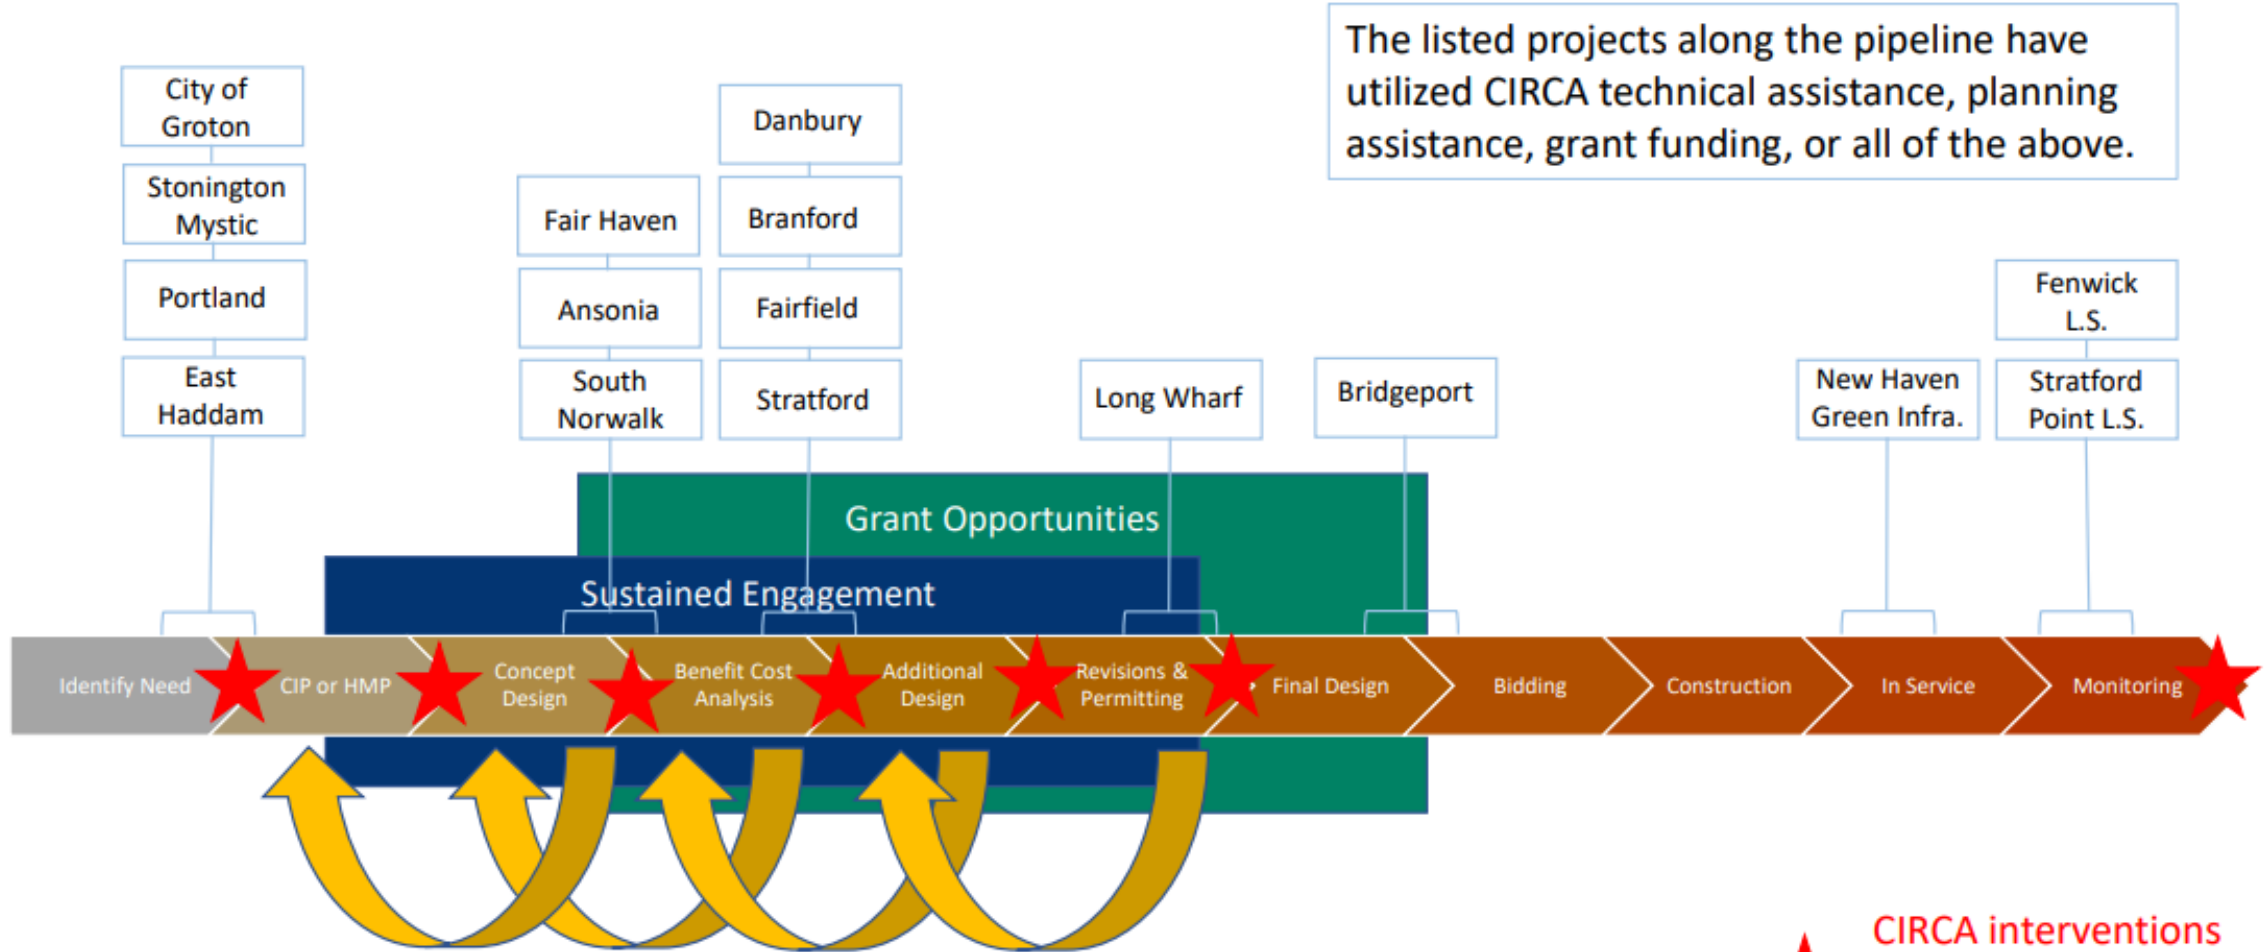 The listed projects along the pipeline have
utilized CIRCA technical assistance, planning
assistance, grant funding, or all of the above.
City of
Groton
Stonington
Mystic
Portland
East
Haddam
Fair Haven
Ansonia
South
Norwalk
Danbury
Branford
Fairfield
Stratford
Long Wharf
Bridgeport
New Haven
Green Infra.
Fenwick
L.S.
Stratford
Point L.S.
Grant Opportunities
Sustained Engagement
Identify Need
CIP or HMP
Concept
Design
Benefit Cost
Analysis
Additional
Design
Revisions &
Permitting
Final Design
Bidding
Construction
In Service
Monitoring
CIRCA interventions